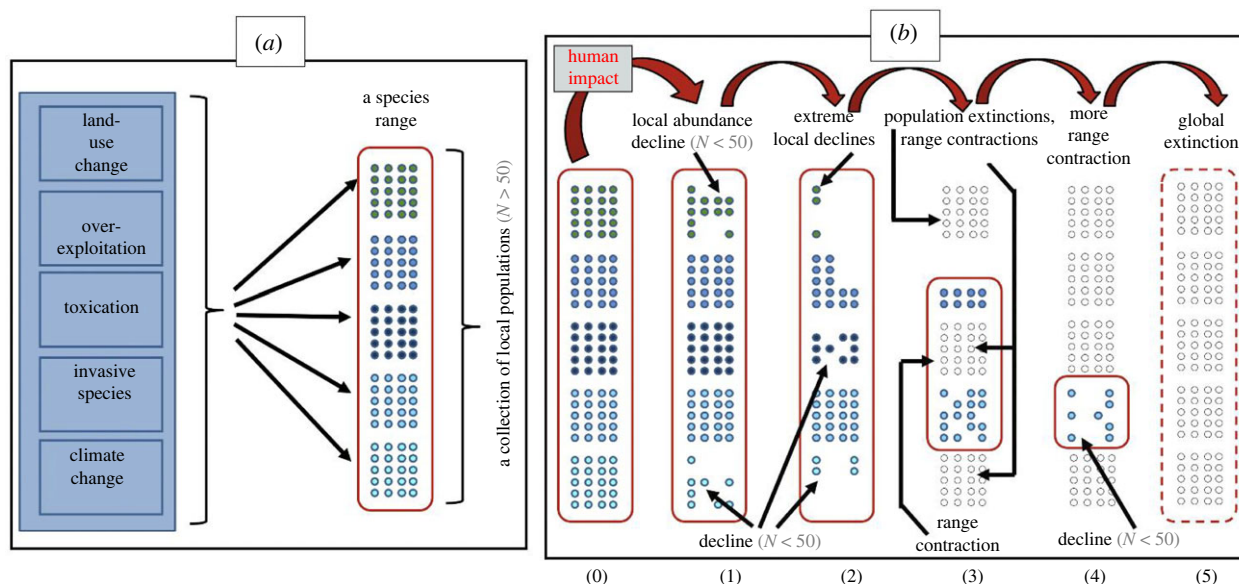 (a)
land-
use
change
over-
exploitation
toxication
invasive
species
climate
change
a species
range
a collection of local populations (N > 50)
(b)
human
impact
local abundance
decline (N < 50)
extreme
local declines
population extinctions,
range contractions
more
range
contraction
global
extinction
decline (N < 50)
range
contraction
decline (N < 50)
(0)
(1)
(2)
(3)
(4)
(5)